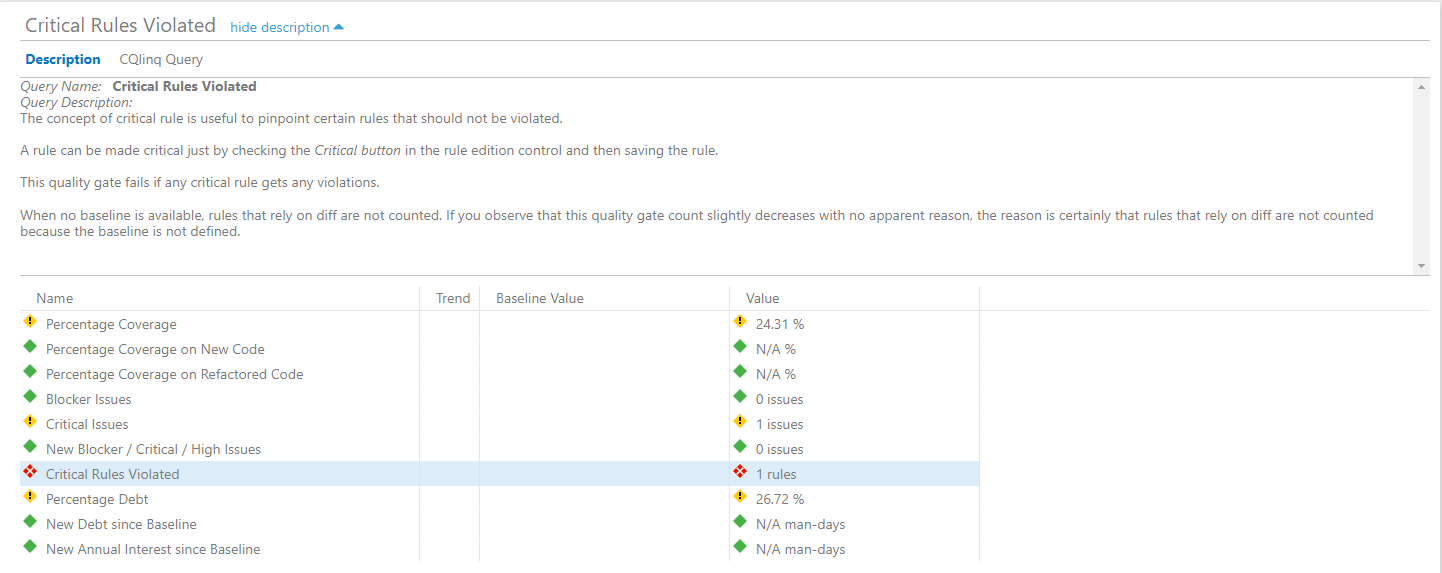 Critical Rules Violated hide description
Description CQlinq Query
Query Name: Critical Rules Violated
Query Description:
The concept of critical rule is useful to pinpoint certain rules that should not be violated.
A rule can be made critical just by checking the Critical button in the rule edition control and then saving the rule.
This quality gate fails if any critical rule gets any violations.
When no baseline is available, rules that rely on diff are not counted. If you observe that this quality gate count slightly decreases with no apparent reason, the reason is certainly that rules that rely on diff are not counted
because the baseline is not defined.
Name Trend Baseline Value Value
Percentage Coverage 24.31 %
Percentage Coverage on New Code N/A %
Percentage Coverage on Refactored Code N/A %
Blocker Issues 0 issues
Critical Issues 1 issues
New Blocker / Critical / High Issues 0 issues
Critical Rules Violated 1 rules
Percentage Debt 26.72 %
New Debt since Baseline N/A man-days
New Annual Interest since Baseline N/A man-days